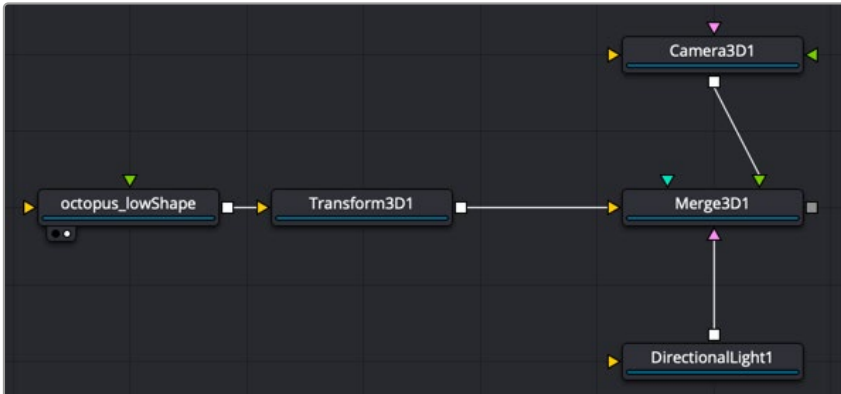 Camera3D1
octopus_lowShape
Transform3D1
Merge3D1
DirectionalLight1